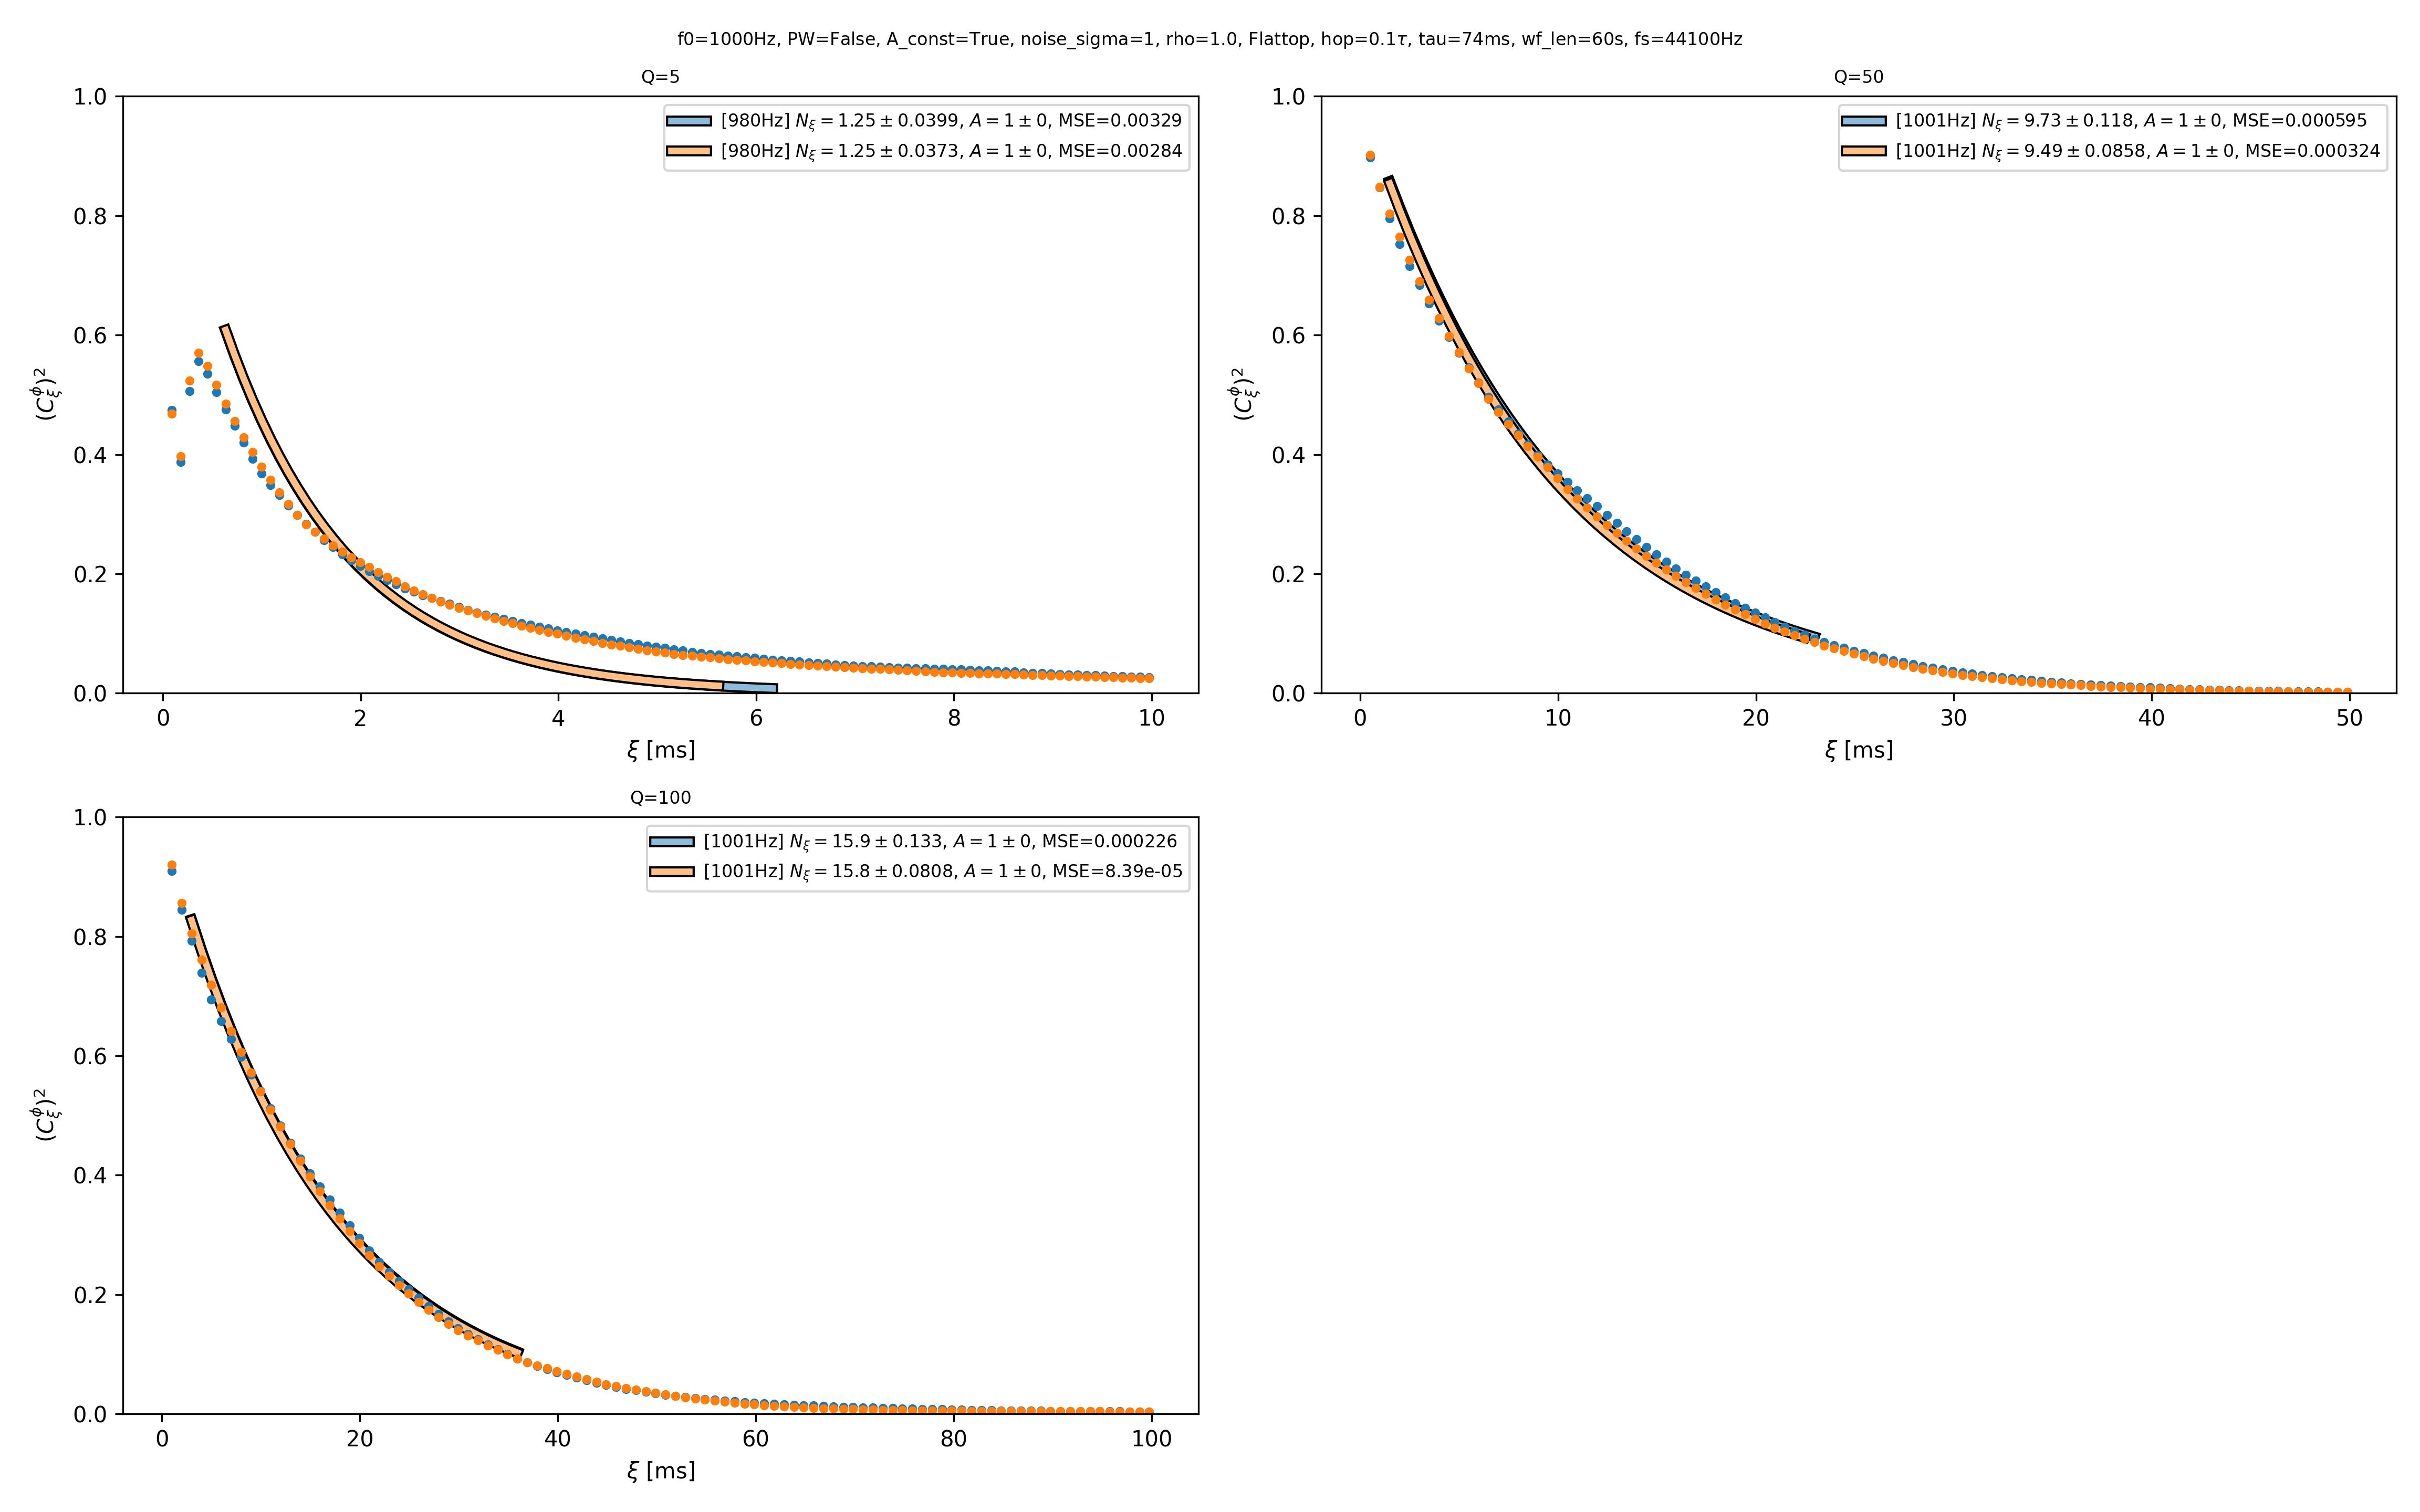 f0=1000Hz, PW=False, A_const=True, noise_sigma=1, rho=1.0, Flattop, hop=0.1τ, tau=74ms, wf_len=60s, fs=44100Hz
Q=5
[980Hz] N_ξ = 1.25 ± 0.0399, A = 1 ± 0, MSE=0.00329
[980Hz] N_ξ = 1.25 ± 0.0373, A = 1 ± 0, MSE=0.00284
1.0
0.8
0.6
0.4
0.2
0.0
(C_ξ^ϕ)^2
0 2 4 6 8 10
ξ [ms]
Q=50
[1001Hz] N_ξ = 9.73 ± 0.118, A = 1 ± 0, MSE=0.000595
[1001Hz] N_ξ = 9.49 ± 0.0858, A = 1 ± 0, MSE=0.000324
1.0
0.8
0.6
0.4
0.2
0.0
(C_ξ^ϕ)^2
0 10 20 30 40 50
ξ [ms]
Q=100
[1001Hz] N_ξ = 15.9 ± 0.133, A = 1 ± 0, MSE=0.000226
[1001Hz] N_ξ = 15.8 ± 0.0808, A = 1 ± 0, MSE=8.39e-05
1.0
0.8
0.6
0.4
0.2
0.0
(C_ξ^ϕ)^2
0 20 40 60 80 100
ξ [ms]